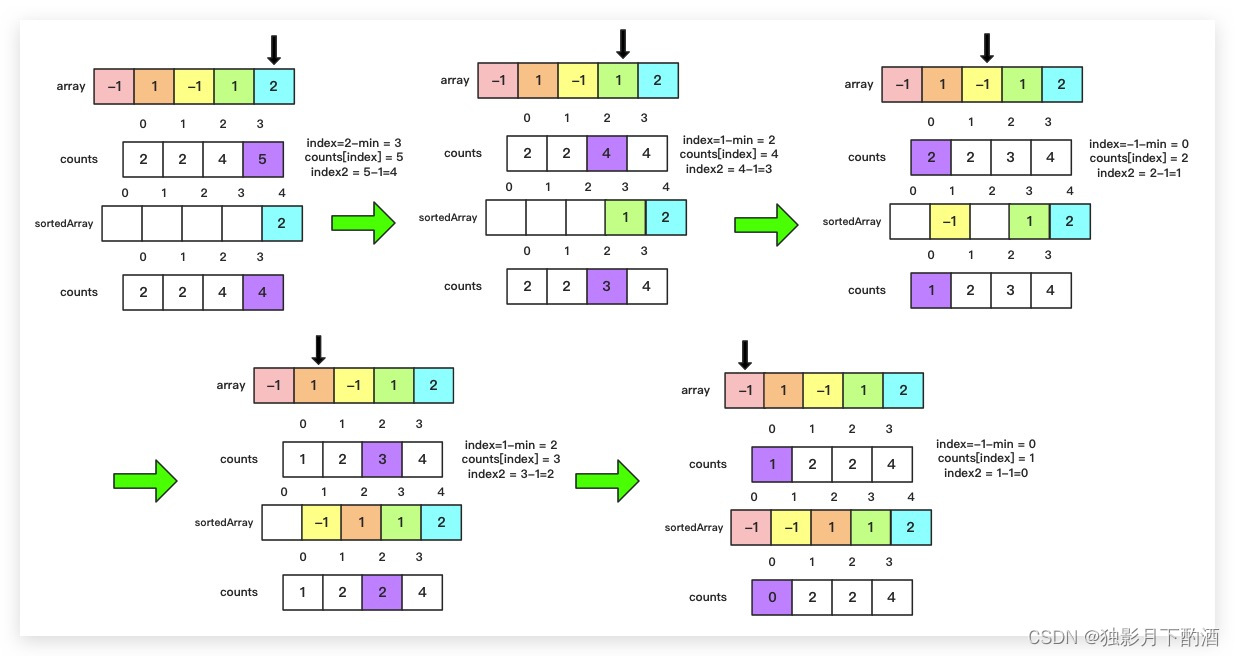 array -1 1 -1 1 2
0 1 2 3
counts 2 2 4 5
index=2-min = 3
counts[index] = 5
index2 = 5-1=4
0 1 2 3 4
sortedArray 2
0 1 2 3
counts 2 2 4 4
array -1 1 -1 1 2
0 1 2 3
counts 2 2 4 4
index=1-min = 2
counts[index] = 4
index2 = 4-1=3
0 1 2 3 4
sortedArray 1 2
0 1 2 3
counts 2 2 3 4
array -1 1 -1 1 2
0 1 2 3
counts 2 2 3 4
index=-1-min = 0
counts[index] = 2
index2 = 2-1=1
0 1 2 3 4
sortedArray -1 1 2
0 1 2 3
counts 1 2 3 4
array -1 1 -1 1 2
0 1 2 3
counts 1 2 3 4
index=1-min = 2
counts[index] = 3
index2 = 3-1=2
0 1 2 3 4
sortedArray -1 1 1 2
0 1 2 3
counts 1 2 2 4
array -1 1 -1 1 2
0 1 2 3
counts 1 2 2 4
index=-1-min = 0
counts[index] = 1
index2 = 1-1=0
0 1 2 3 4
sortedArray -1 -1 1 1 2
0 1 2 3
counts 0 2 2 4
CSDN @独影月下酌酒